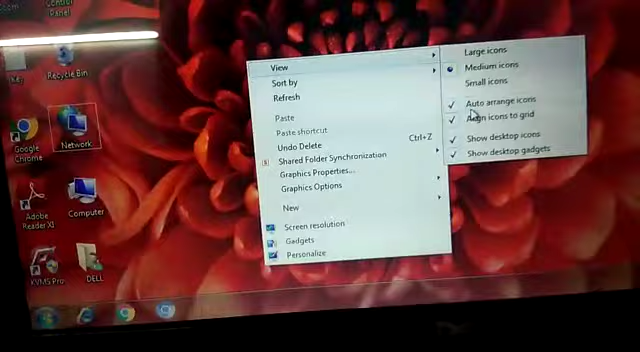 Control
Panel
Recycle Bin
Google
Chrome
Network
Adobe
Reader XI
Computer
KVMS Pro
DELL
View
Sort by
Refresh
Paste
Paste shortcut
Undo Delete Ctrl+Z
Shared Folder Synchronization
Graphics Properties...
Graphics Options
New
Screen resolution
Gadgets
Personalize
Large icons
Medium icons
Small icons
Auto arrange icons
Align icons to grid
Show desktop icons
Show desktop gadgets